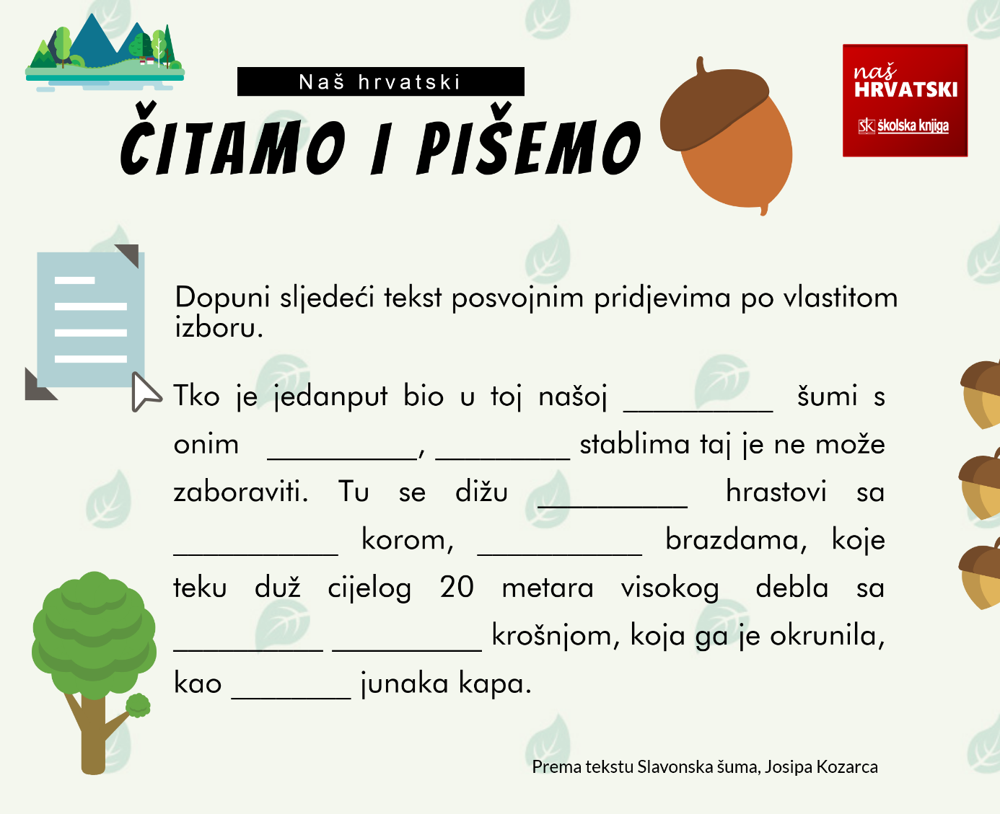 Naš hrvatski
ČITAMO I PIŠEMO
naš
HRVATSKI
šk školska knjiga
Dopuni sljedeći tekst posvojnim pridjevima po vlastitom
izboru.
Tko je jedanput bio u toj našoj __________ šumi s
onim __________, _________ stablima taj je ne može
zaboraviti. Tu se dižu __________ hrastovi sa
___________ korom, ___________ brazdama, koje
teku duž cijelog 20 metara visokog debla sa
__________ __________ krošnjom, koja ga je okrunila,
kao ________ junaka kapa.
Prema tekstu Slavonska šuma, Josipa Kozarca